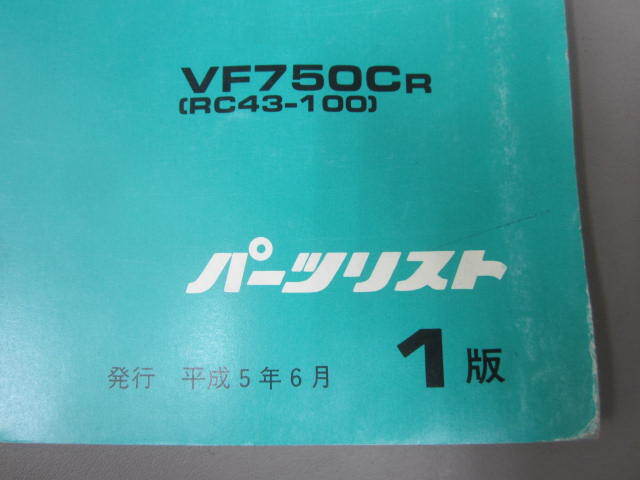 VF750CR
(RC43-100)
パーツリスト
1版
発行 平成5年6月